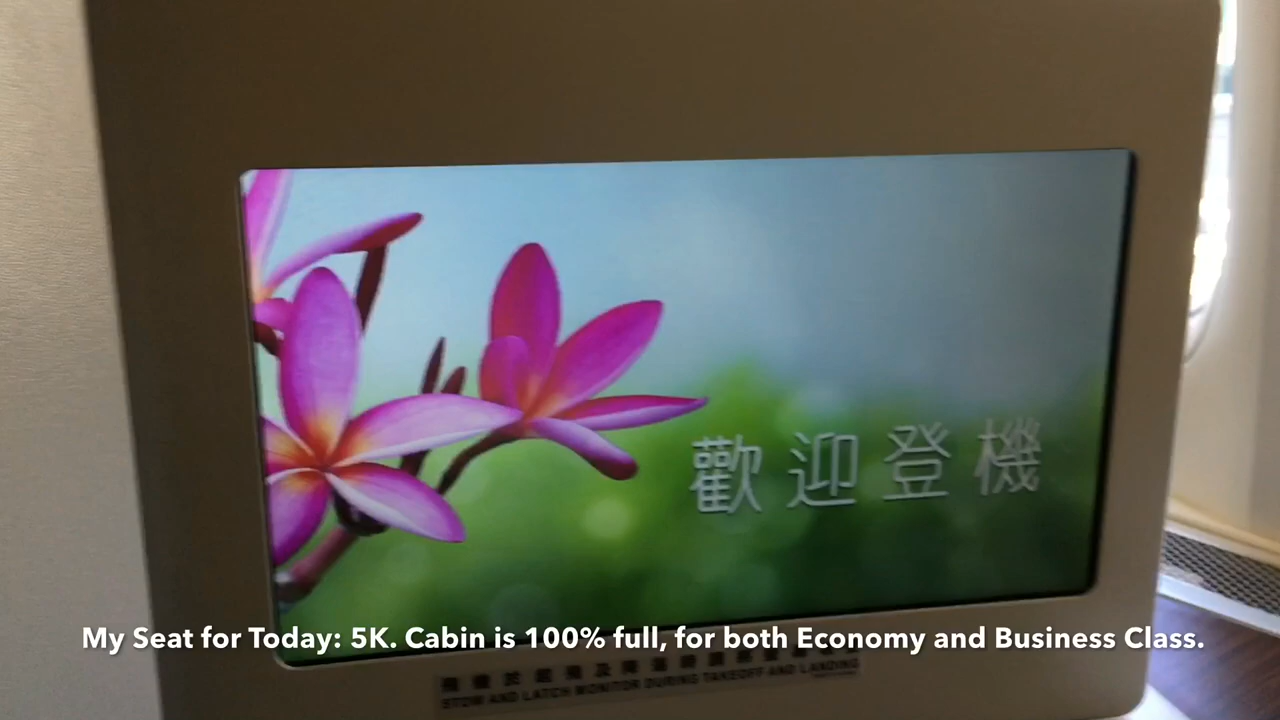 歡迎登機
My Seat for Today: 5K. Cabin is 100% full, for both Economy and Business Class.
STOW AND LATCH MONITOR DURING TAKEOFF AND LANDING